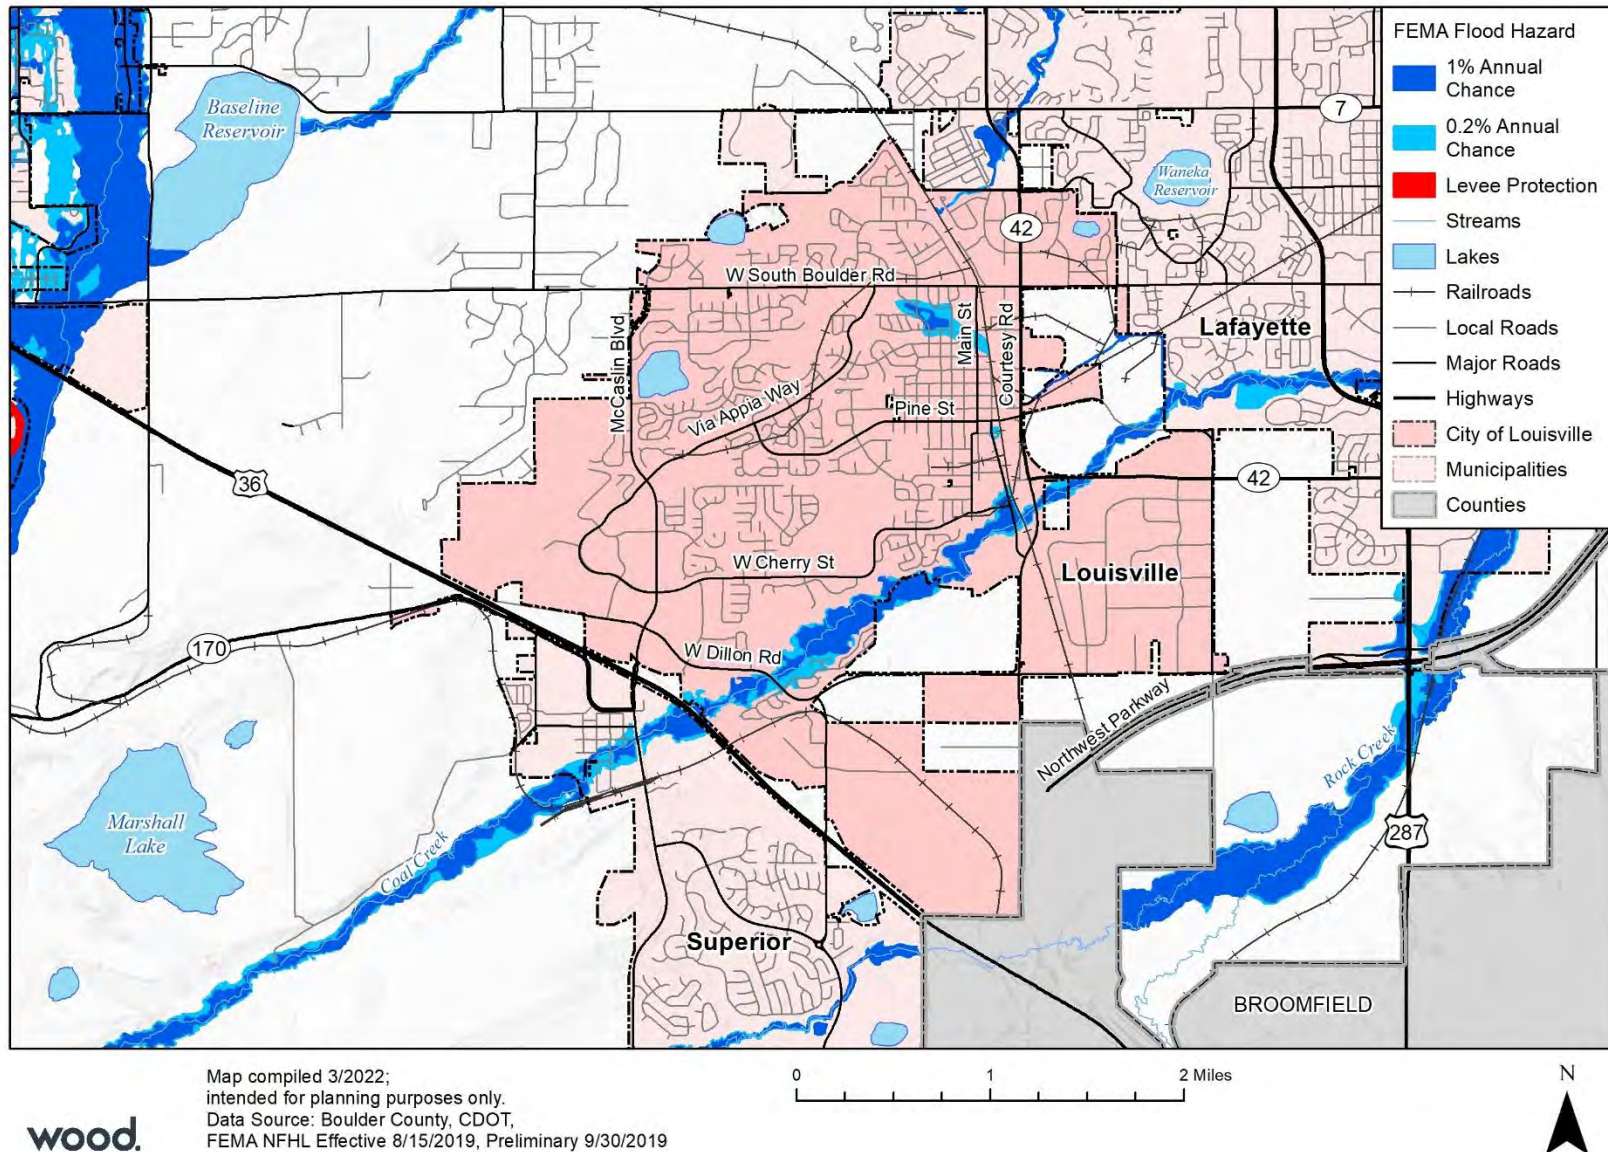 FEMA Flood Hazard
1% Annual
Chance
0.2% Annual
Chance
Levee Protection
Streams
Lakes
Railroads
Local Roads
Major Roads
Highways
City of Louisville
Municipalities
Counties
Baseline
Reservoir
7
Waneka
Reservoir
42
W South Boulder Rd
McCaslin Blvd
Main St
Courtesy Rd
Lafayette
Via Appia Way
Pine St
36
42
W Cherry St
Louisville
170
W Dillon Rd
Northwest Parkway
Rock Creek
Marshall
Lake
Coal Creek
287
Superior
BROOMFIELD
Map compiled 3/2022;
intended for planning purposes only.
Data Source: Boulder County, CDOT,
FEMA NFHL Effective 8/15/2019, Preliminary 9/30/2019
wood.
0 1 2 Miles
N